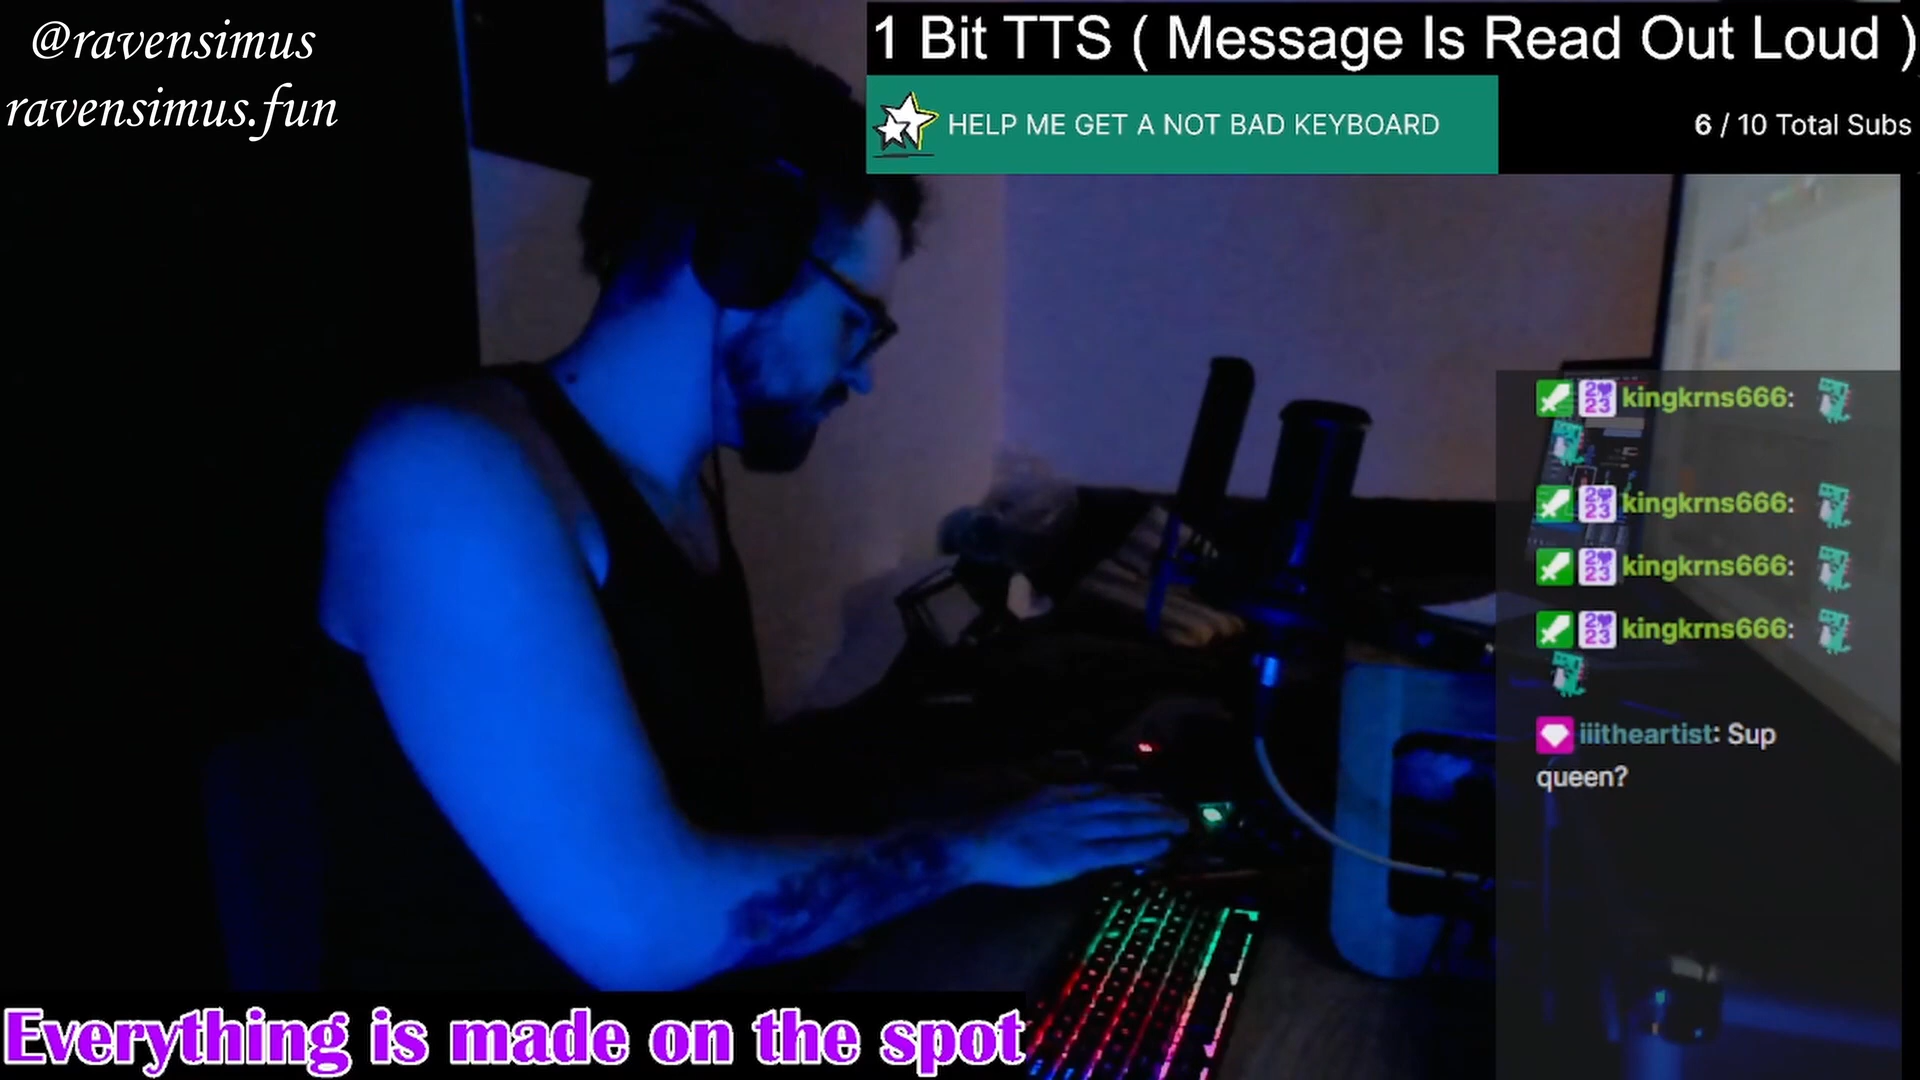 @ravensimus
ravensimus.fun
1 Bit TTS ( Message Is Read Out Loud )
HELP ME GET A NOT BAD KEYBOARD
6 / 10 Total Subs
kingkrns666:
kingkrns666:
kingkrns666:
kingkrns666:
iiitheartist: Sup
queen?
Everything is made on the spot